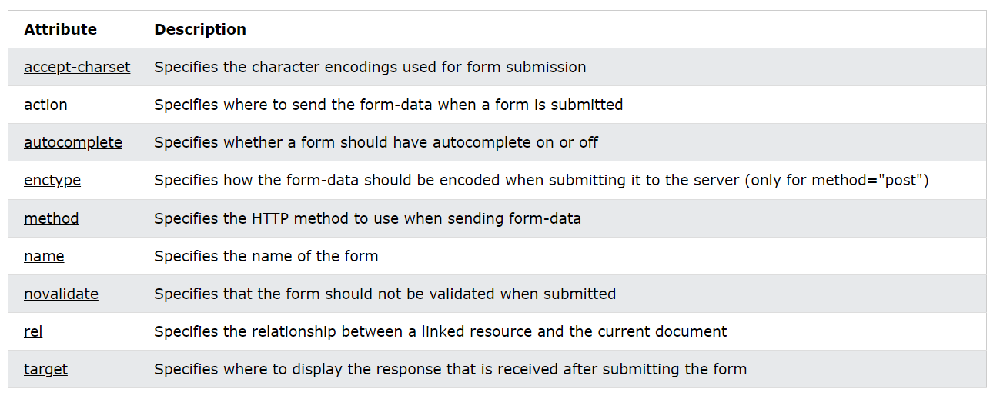 Attribute Description
accept-charset Specifies the character encodings used for form submission
action Specifies where to send the form-data when a form is submitted
autocomplete Specifies whether a form should have autocomplete on or off
enctype Specifies how the form-data should be encoded when submitting it to the server (only for method="post")
method Specifies the HTTP method to use when sending form-data
name Specifies the name of the form
novalidate Specifies that the form should not be validated when submitted
rel Specifies the relationship between a linked resource and the current document
target Specifies where to display the response that is received after submitting the form